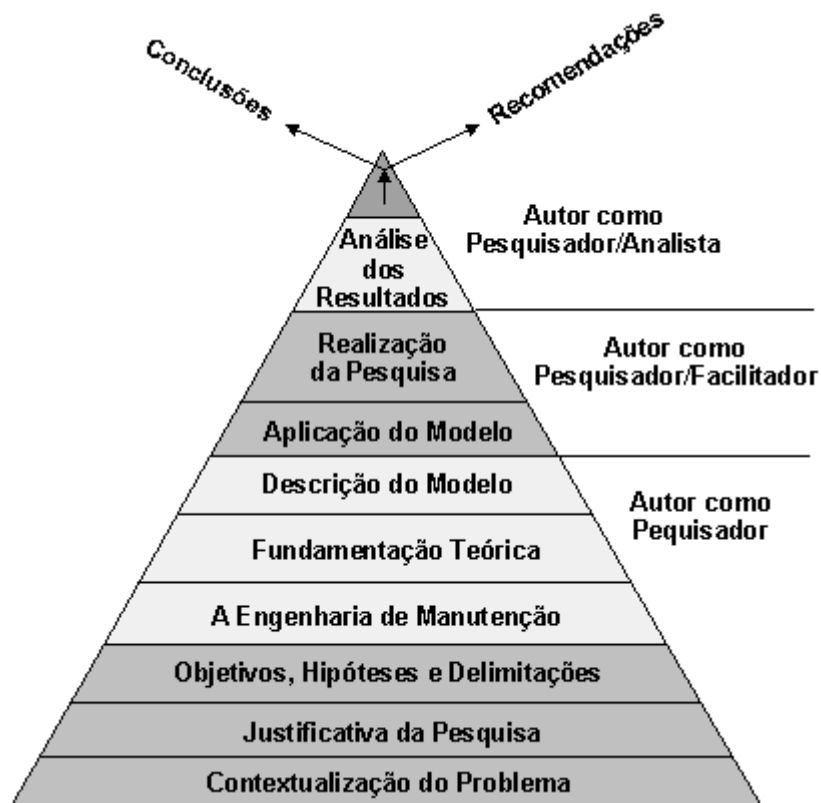 Conclusões
Recomendações
Autor como
Pesquisador/Analista
Análise
dos
Resultados
Realização
da Pesquisa
Autor como
Pesquisador/Facilitador
Aplicação do Modelo
Descrição do Modelo
Autor como
Pequisador
Fundamentação Teórica
A Engenharia de Manutenção
Objetivos, Hipóteses e Delimitações
Justificativa da Pesquisa
Contextualização do Problema